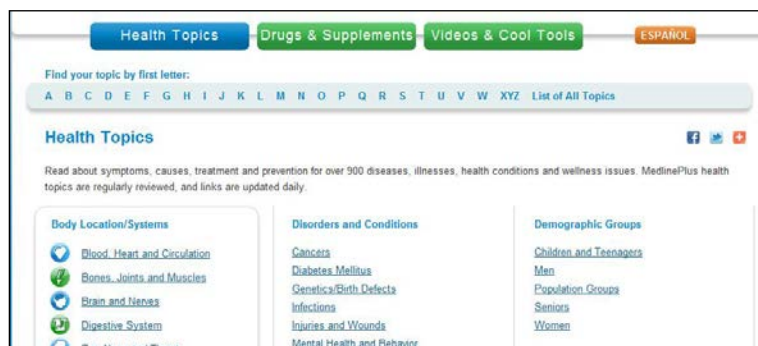 Health Topics
Drugs & Supplements
Videos & Cool Tools
ESPAÑOL
Find your topic by first letter:
A B C D E F G H I J K L M N O P Q R S T U V W XYZ List of All Topics
Health Topics
Read about symptoms, causes, treatment and prevention for over 900 diseases, illnesses, health conditions and wellness issues. MedlinePlus health
topics are regularly reviewed, and links are updated daily.
Body Location/Systems
Blood, Heart and Circulation
Bones, Joints and Muscles
Brain and Nerves
Digestive System
Disorders and Conditions
Cancers
Diabetes Mellitus
Genetics/Birth Defects
Infections
Injuries and Wounds
Mental Health and Behavior
Demographic Groups
Children and Teenagers
Men
Population Groups
Seniors
Women